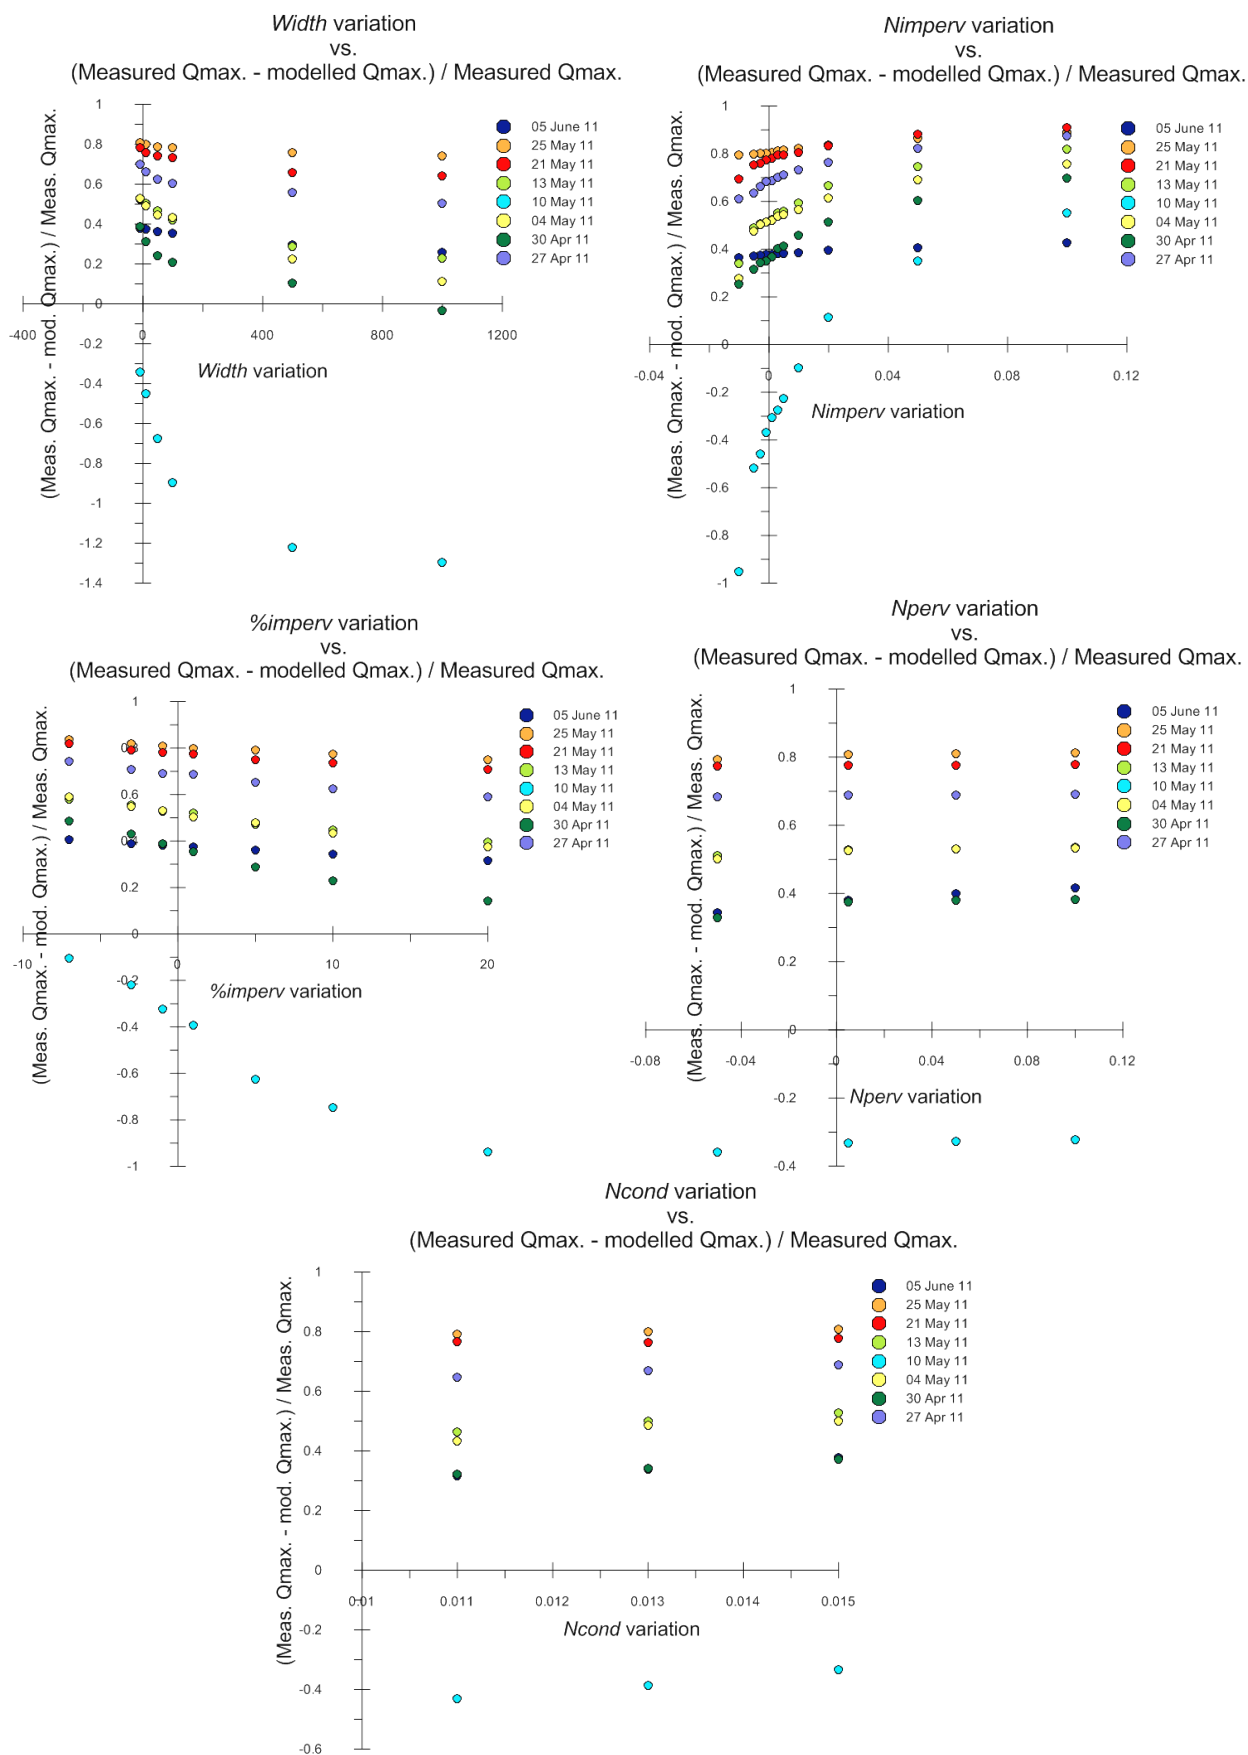 Width variation
vs.
(Measured Qmax. - modelled Qmax.) / Measured Qmax.
(Meas. Qmax. - mod. Qmax.) / Meas. Qmax.
1
0.8
0.6
0.4
0.2
0
-0.2
-0.4
-0.6
-0.8
-1
-1.2
-1.4
-400
0
400
800
1200
Width variation
05 June 11
25 May 11
21 May 11
13 May 11
10 May 11
04 May 11
30 Apr 11
27 Apr 11
Nimperv variation
vs.
(Measured Qmax. - modelled Qmax.) / Measured Qmax.
(Meas. Qmax. - mod. Qmax.) / Meas. Qmax.
1
0.8
0.6
0.4
0.2
0
-0.2
-0.4
-0.6
-0.8
-1
-0.04
0
0.04
0.08
0.12
Nimperv variation
05 June 11
25 May 11
21 May 11
13 May 11
10 May 11
04 May 11
30 Apr 11
27 Apr 11
%imperv variation
vs.
(Measured Qmax. - modelled Qmax.) / Measured Qmax.
(Meas. Qmax. - mod. Qmax.) / Meas. Qmax.
1
0.8
0.6
0.4
0.2
0
-0.2
-0.4
-0.6
-0.8
-1
-10
0
10
20
%imperv variation
05 June 11
25 May 11
21 May 11
13 May 11
10 May 11
04 May 11
30 Apr 11
27 Apr 11
Nperv variation
vs.
(Measured Qmax. - modelled Qmax.) / Measured Qmax.
(Meas. Qmax. - mod. Qmax.) / Meas. Qmax.
1
0.8
0.6
0.4
0.2
0
-0.2
-0.4
-0.08
-0.04
0
0.04
0.08
0.12
Nperv variation
05 June 11
25 May 11
21 May 11
13 May 11
10 May 11
04 May 11
30 Apr 11
27 Apr 11
Ncond variation
vs.
(Measured Qmax. - modelled Qmax.) / Measured Qmax.
(Meas. Qmax. - mod. Qmax.) / Meas. Qmax.
1
0.8
0.6
0.4
0.2
0
-0.2
-0.4
-0.6
0.01
0.011
0.012
0.013
0.014
0.015
Ncond variation
05 June 11
25 May 11
21 May 11
13 May 11
10 May 11
04 May 11
30 Apr 11
27 Apr 11